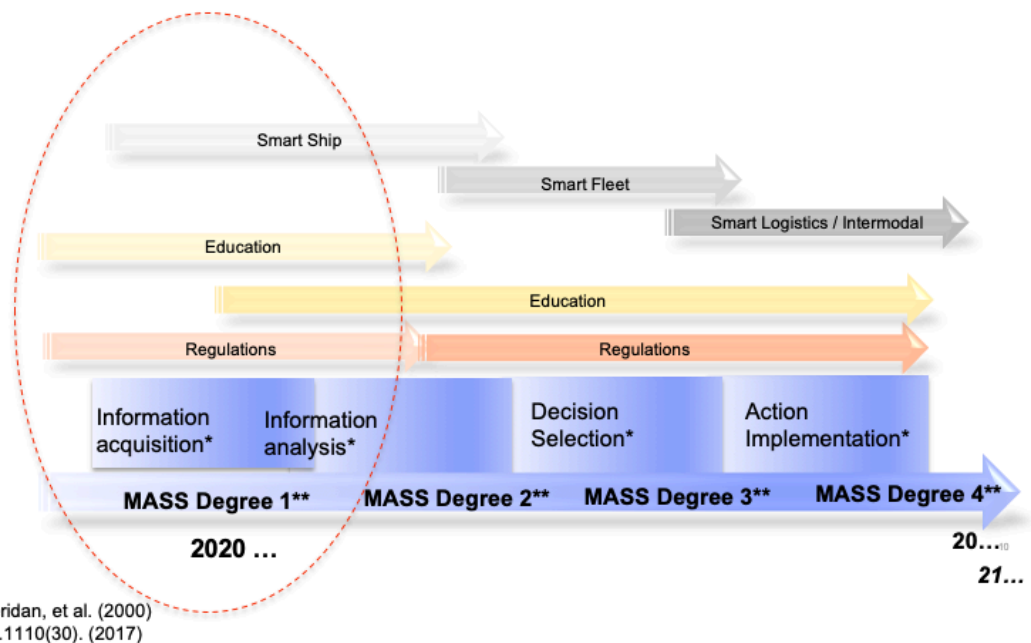 Smart Ship
Smart Fleet
Smart Logistics / Intermodal
Education
Education
Regulations
Regulations
Information
acquisition*
Information
analysis*
Decision
Selection*
Action
Implementation*
MASS Degree 1**
MASS Degree 2**
MASS Degree 3**
MASS Degree 4**
2020 ...
20...
10
21...
ridan, et al. (2000)
.1110(30). (2017)